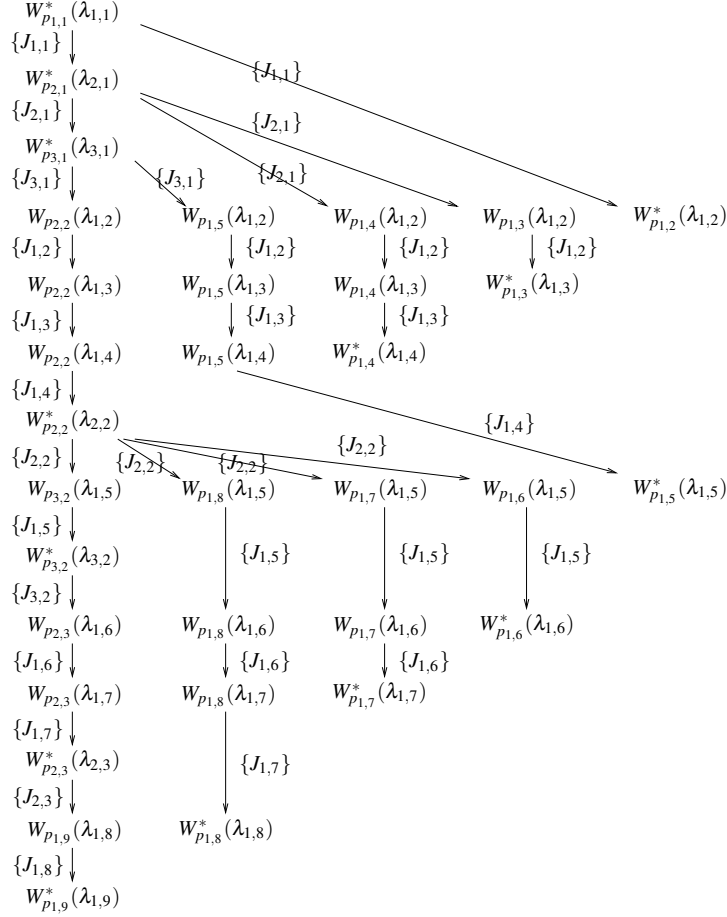 W*_{p_{1,1}}(λ_{1,1})
{J_{1,1}} {J_{1,1}}
W*_{p_{2,1}}(λ_{2,1})
{J_{2,1}} {J_{2,1}}
W*_{p_{3,1}}(λ_{3,1})
{J_{3,1}} {J_{3,1}} {J_{2,1}}
W_{p_{2,2}}(λ_{1,2}) W_{p_{1,5}}(λ_{1,2}) W_{p_{1,4}}(λ_{1,2}) W_{p_{1,3}}(λ_{1,2}) W*_{p_{1,2}}(λ_{1,2})
{J_{1,2}} {J_{1,2}} {J_{1,2}} {J_{1,2}}
W_{p_{2,2}}(λ_{1,3}) W_{p_{1,5}}(λ_{1,3}) W_{p_{1,4}}(λ_{1,3}) W*_{p_{1,3}}(λ_{1,3})
{J_{1,3}} {J_{1,3}} {J_{1,3}}
W_{p_{2,2}}(λ_{1,4}) W_{p_{1,5}}(λ_{1,4}) W*_{p_{1,4}}(λ_{1,4})
{J_{1,4}} {J_{1,4}}
W*_{p_{2,2}}(λ_{2,2})
{J_{2,2}} {J_{2,2}} {J_{2,2}} {J_{2,2}}
W_{p_{3,2}}(λ_{1,5}) W_{p_{1,8}}(λ_{1,5}) W_{p_{1,7}}(λ_{1,5}) W_{p_{1,6}}(λ_{1,5}) W*_{p_{1,5}}(λ_{1,5})
{J_{1,5}} {J_{1,5}} {J_{1,5}} {J_{1,5}}
W*_{p_{3,2}}(λ_{3,2})
{J_{3,2}}
W_{p_{2,3}}(λ_{1,6}) W_{p_{1,8}}(λ_{1,6}) W_{p_{1,7}}(λ_{1,6}) W*_{p_{1,6}}(λ_{1,6})
{J_{1,6}} {J_{1,6}} {J_{1,6}}
W_{p_{2,3}}(λ_{1,7}) W_{p_{1,8}}(λ_{1,7}) W*_{p_{1,7}}(λ_{1,7})
{J_{1,7}} {J_{1,7}}
W*_{p_{2,3}}(λ_{2,3})
{J_{2,3}}
W_{p_{1,9}}(λ_{1,8}) W*_{p_{1,8}}(λ_{1,8})
{J_{1,8}}
W*_{p_{1,9}}(λ_{1,9})